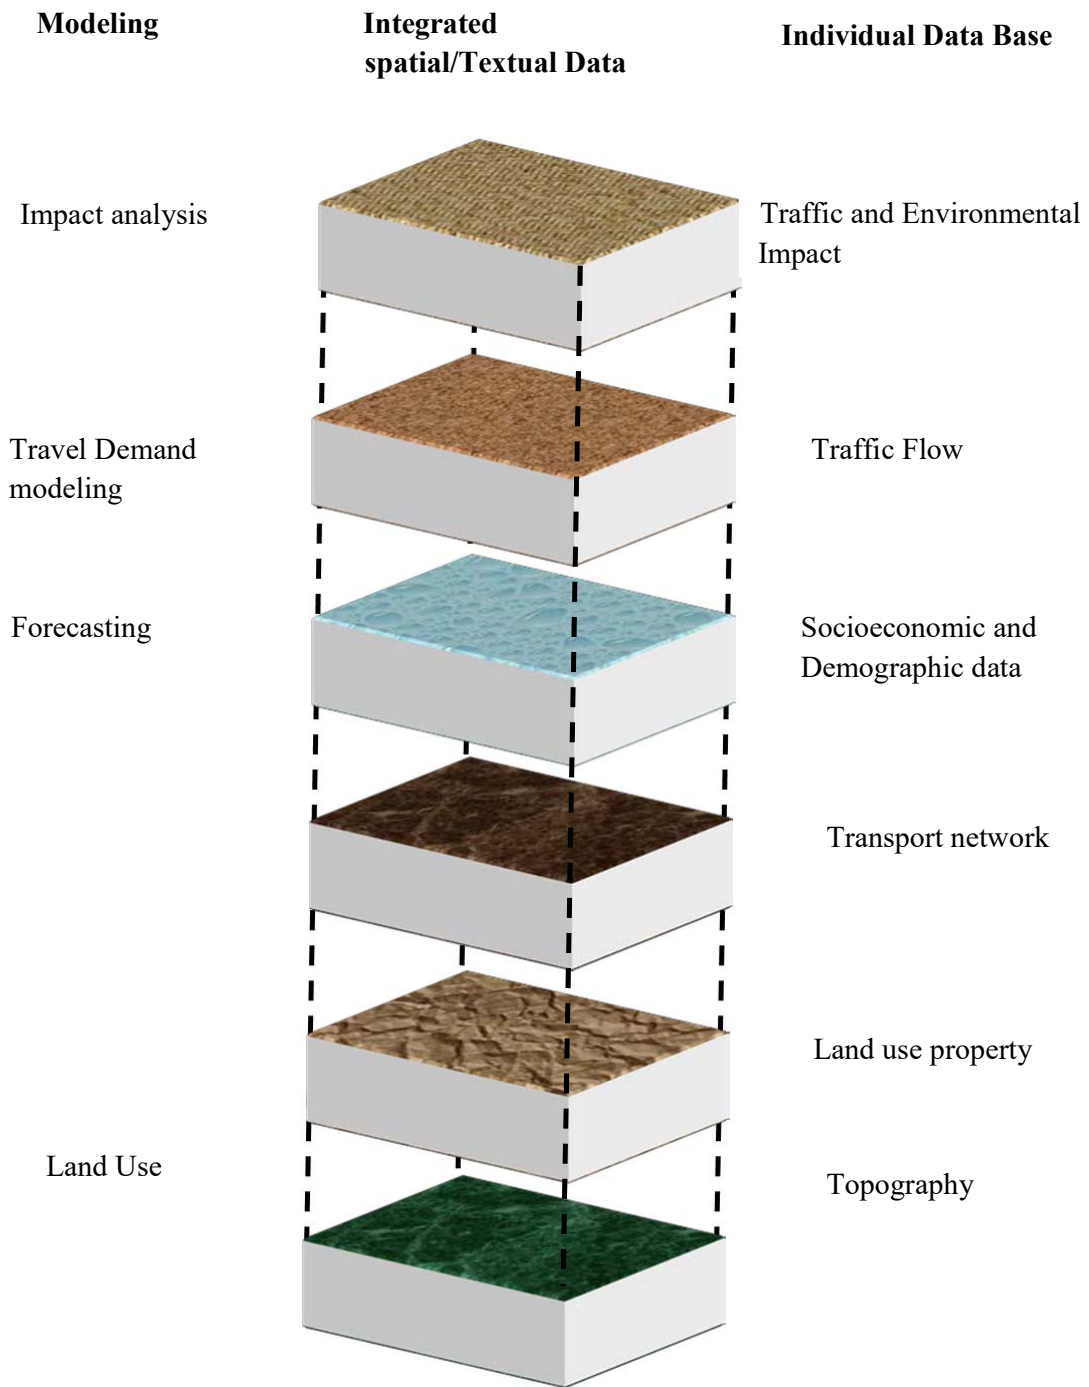 Modeling
Integrated
spatial/Textual Data
Individual Data Base
Impact analysis
Traffic and Environmental
Impact
Travel Demand
modeling
Traffic Flow
Forecasting
Socioeconomic and
Demographic data
Transport network
Land use property
Land Use
Topography